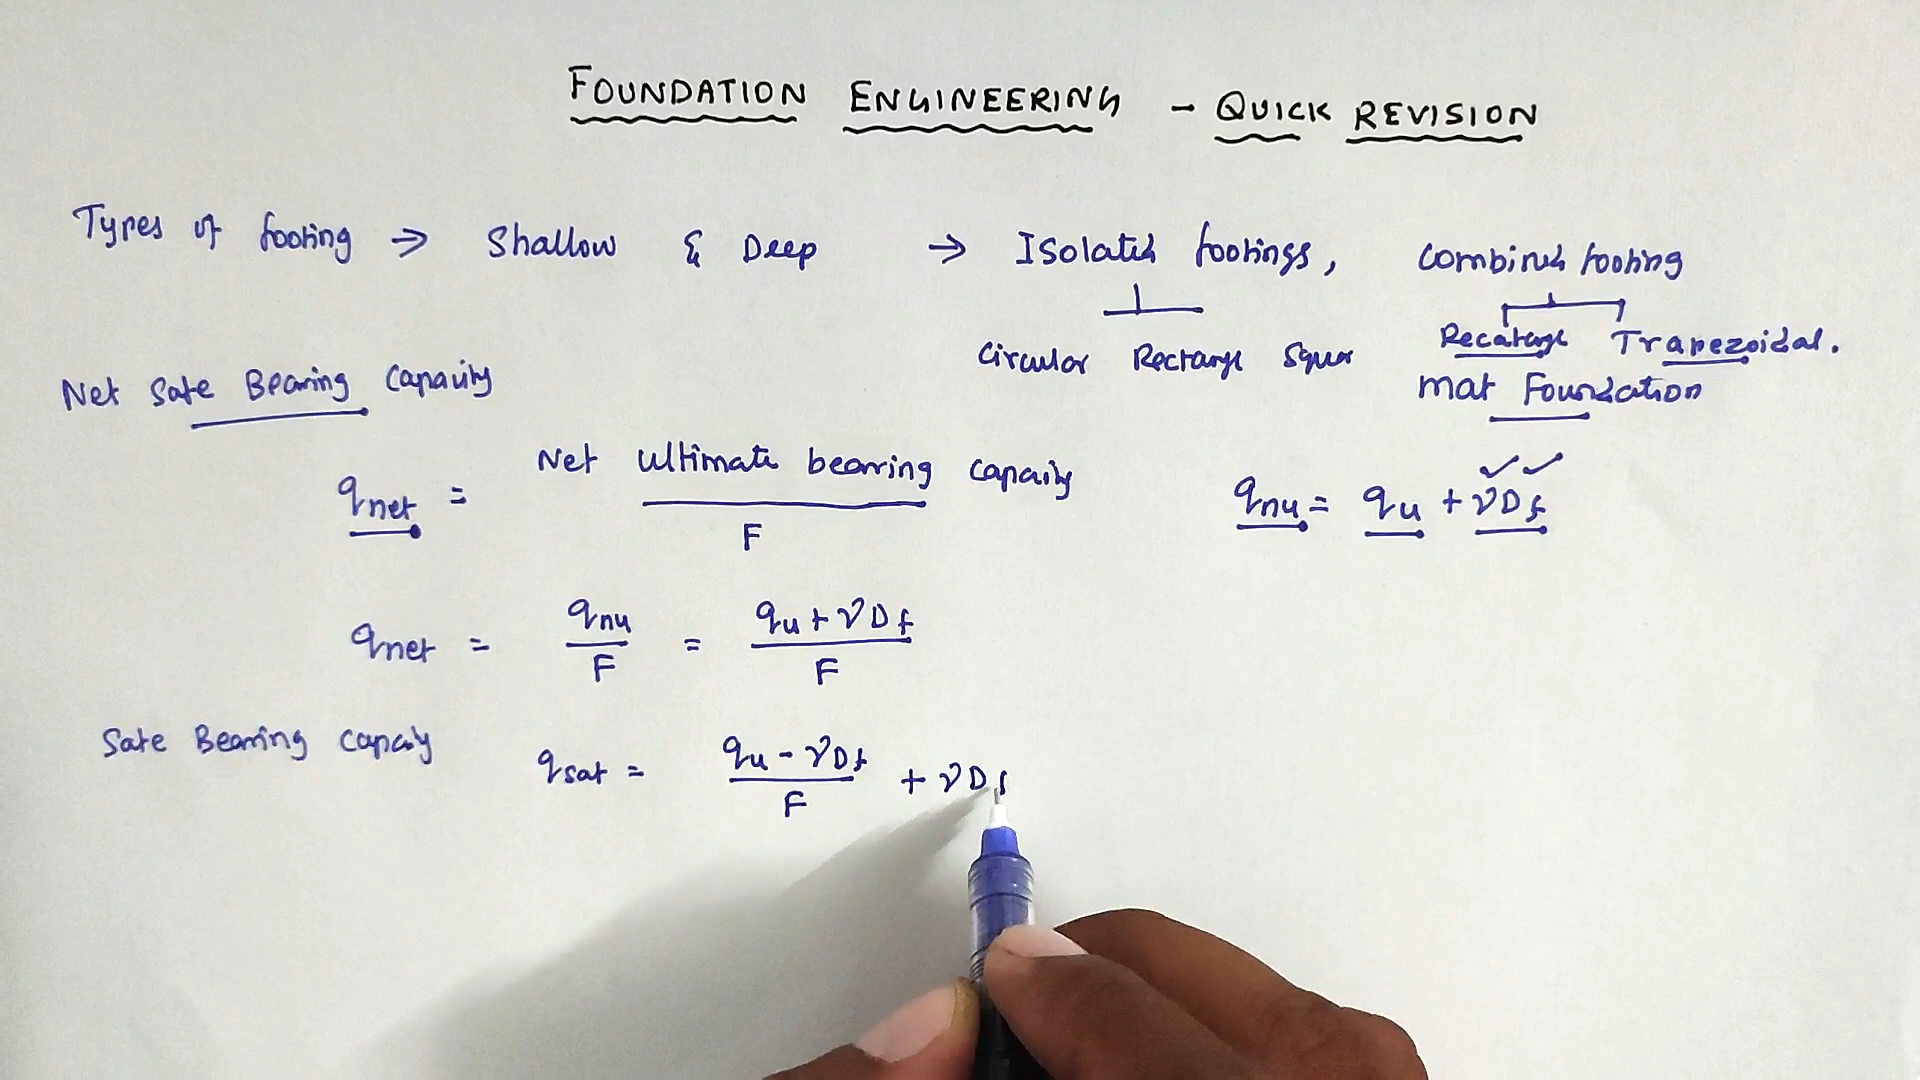 FOUNDATION ENGINEERING - QUICK REVISION
Types of footing → Shallow & Deep → Isolated footings, Combined footing
Circular Rectangle Square Recatangle Trapezoidal.
Net Safe Bearing Capacity mat Foundation
qnet = Net ultimate bearing capacity / F qnu = qu + γDf
qnet = qnu / F = qu + γDf / F
Safe Bearing Capacity qsaf = qu - γDf / F + γDf